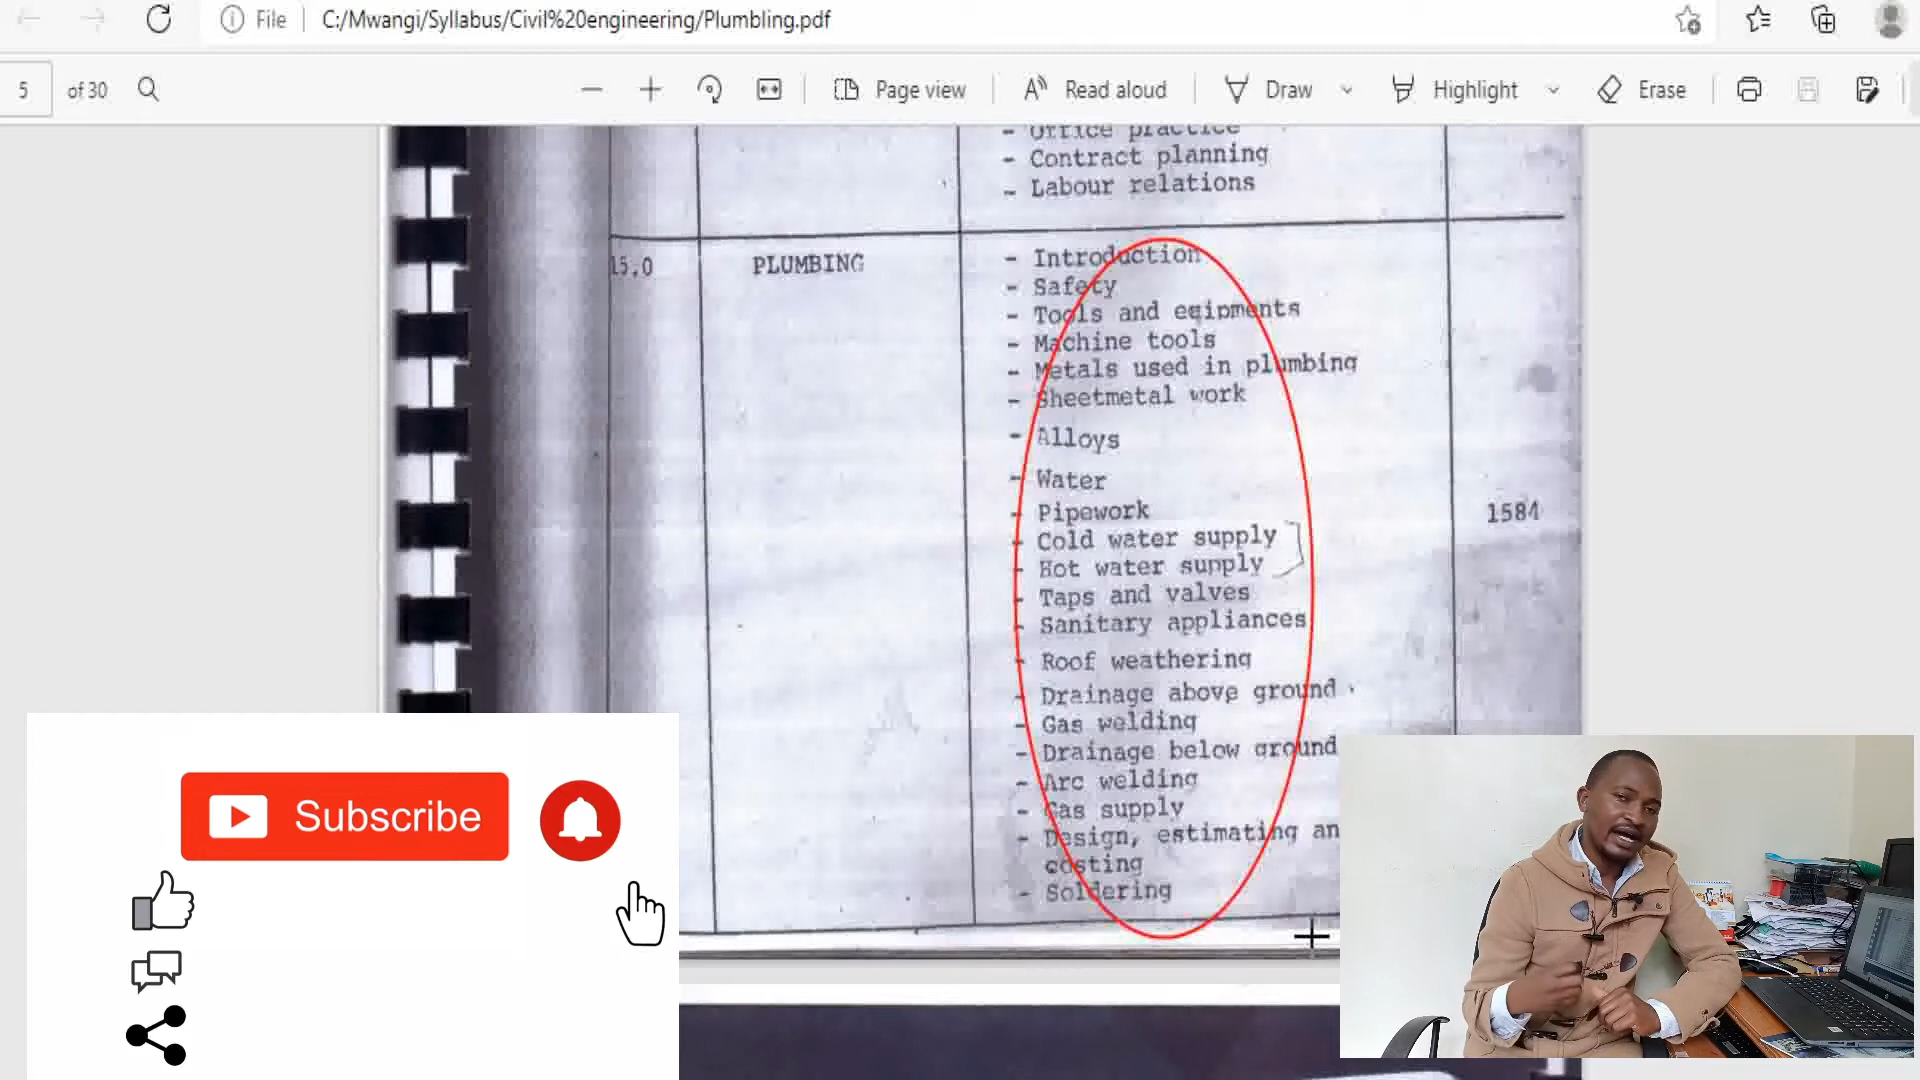 File
C:/Mwangi/Syllabus/Civil%20engineering/Plumbling.pdf
5 of 30
Page view
Read aloud
Draw
Highlight
Erase
- Office practice
- Contract planning
- Labour relations
15.0 PLUMBING
- Introduction
- Safety
- Tools and eqipments
- Machine tools
- Metals used in plumbing
- Sheetmetal work
- Alloys
- Water
- Pipework
1584
- Cold water supply
- Hot water supply
- Taps and valves
- Sanitary appliances
- Roof weathering
- Drainage above ground
- Gas welding
- Drainage below ground
- Arc welding
- Gas supply
- Design, estimating an
costing
- Soldering
Subscribe